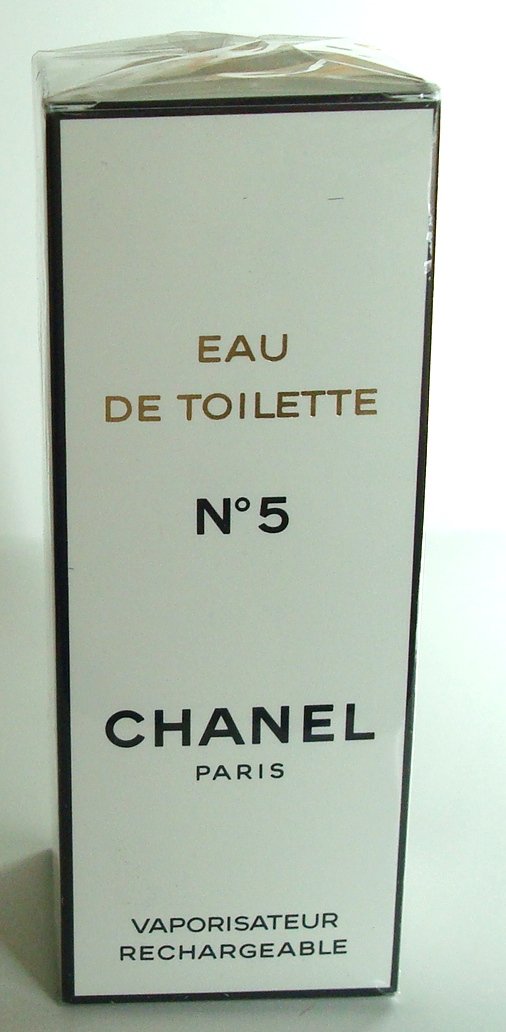 EAU
DE TOILETTE
N°5
CHANEL
PARIS
VAPORISATEUR
RECHARGEABLE